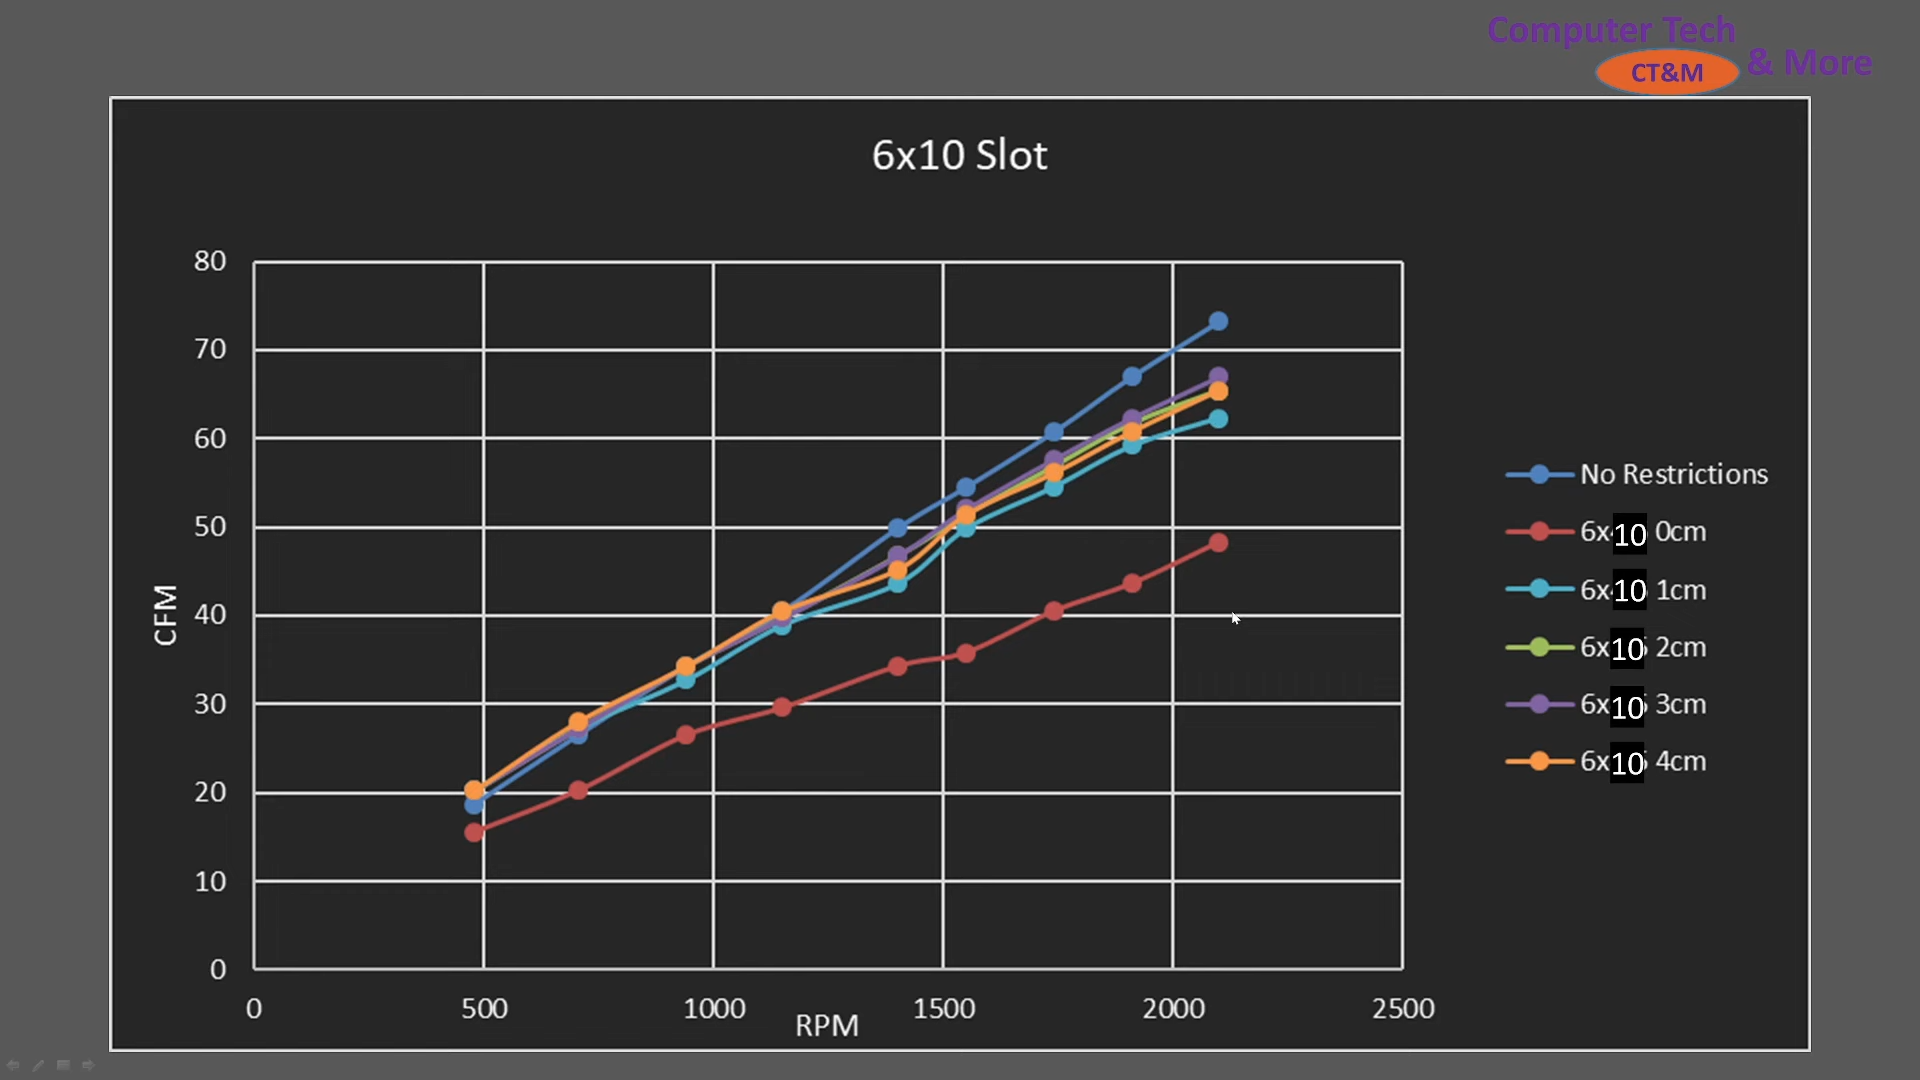 Computer Tech
CT&M & More
6x10 Slot
80
70
60
50
40
30
20
10
0
CFM
0 500 1000 1500 2000 2500
RPM
No Restrictions
6x10 0cm
6x10 1cm
6x10 2cm
6x10 3cm
6x10 4cm